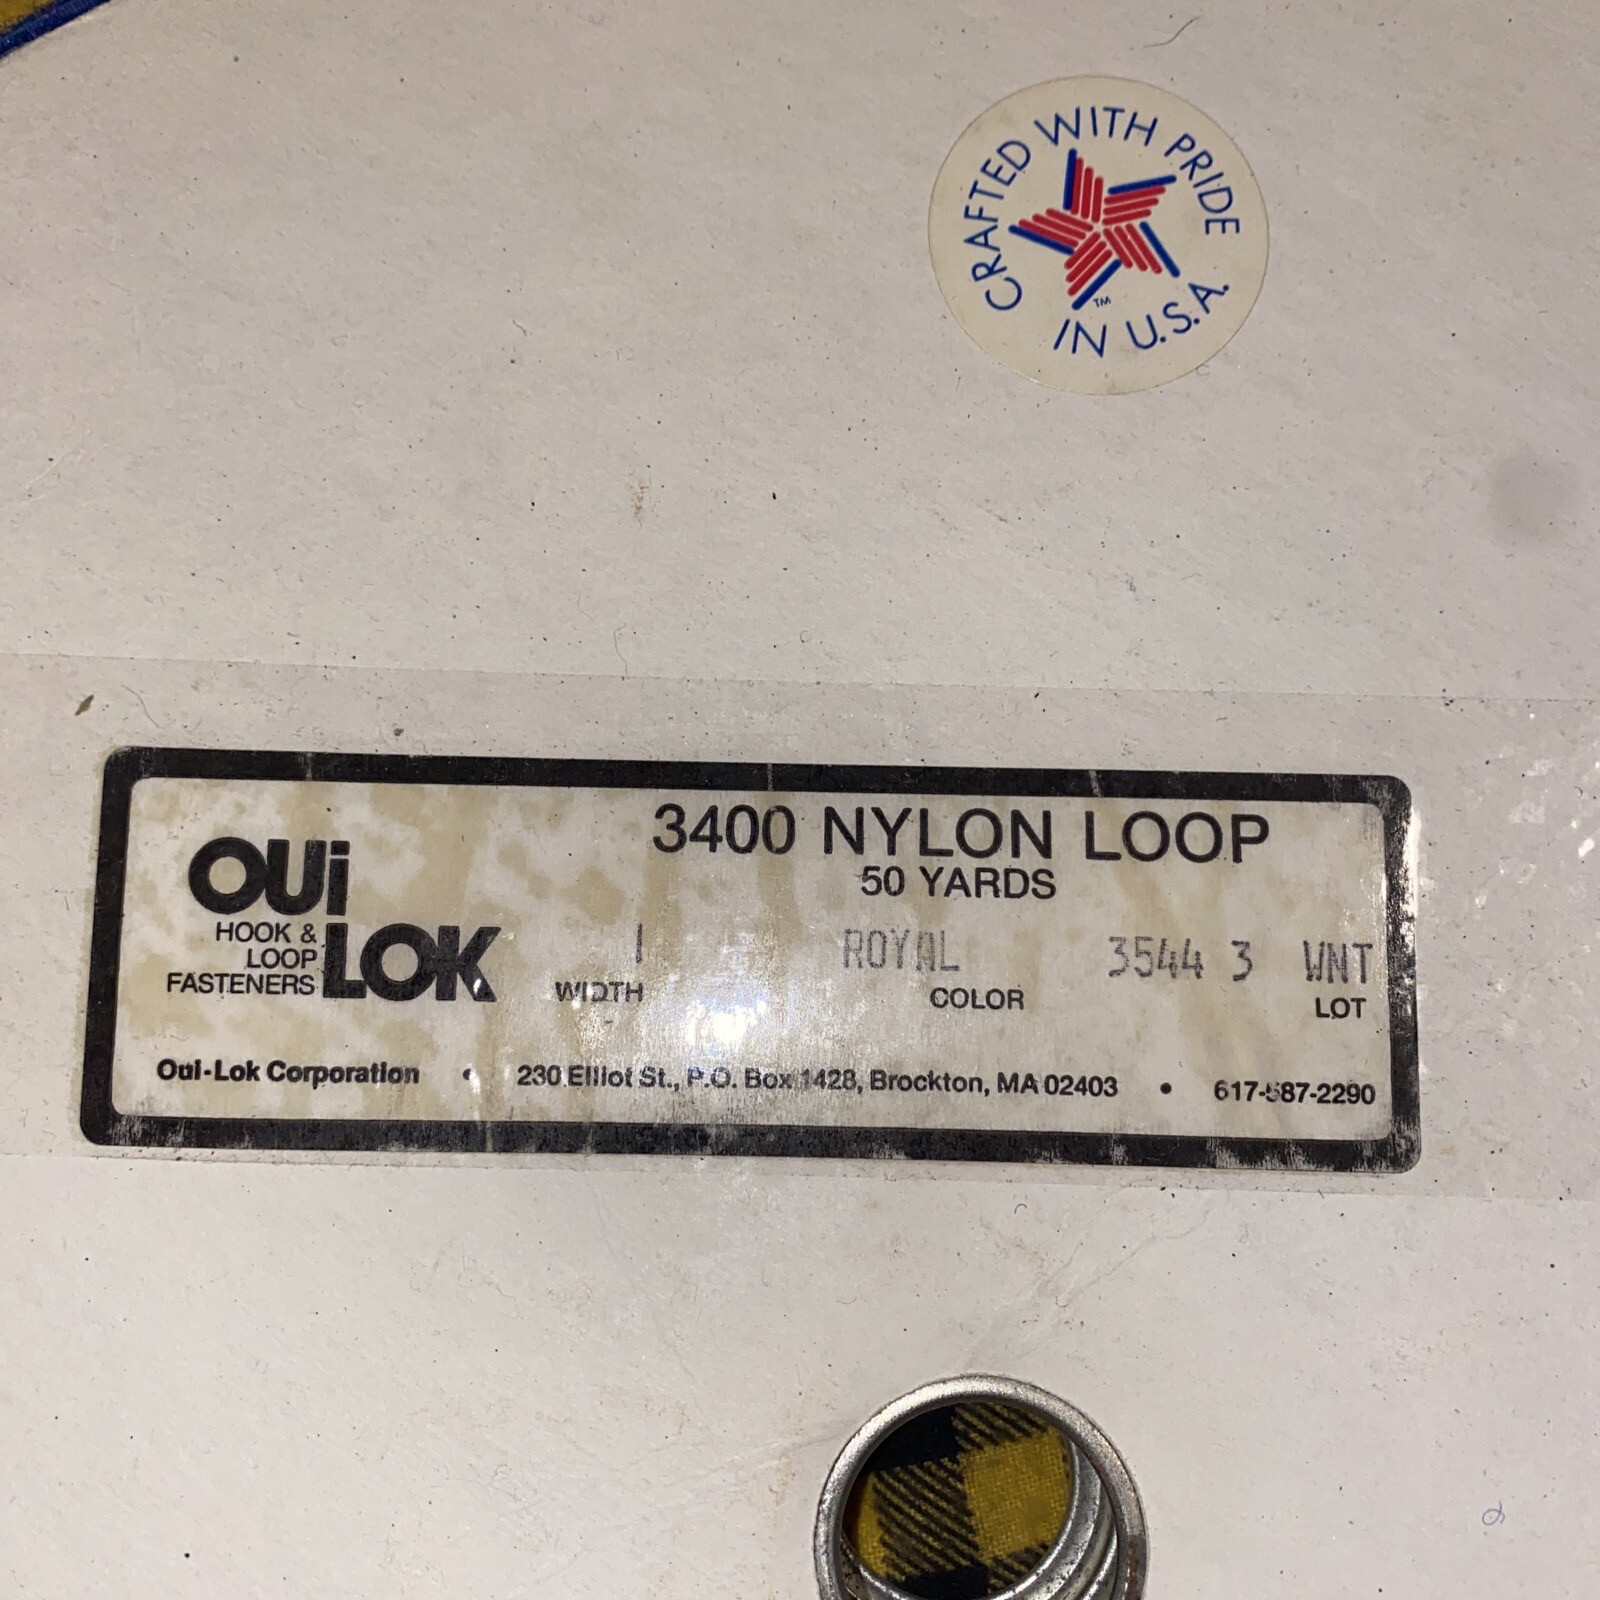 CRAFTED WITH PRIDE
IN U.S.A.
TM
3400 NYLON LOOP
50 YARDS
OUi
LOK
HOOK &
LOOP
FASTENERS
1 ROYAL 3544 3 WNT
WIDTH COLOR LOT
Oui-Lok Corporation • 230 Elliot St., P.O. Box 1428, Brockton, MA 02403 • 617-587-2290